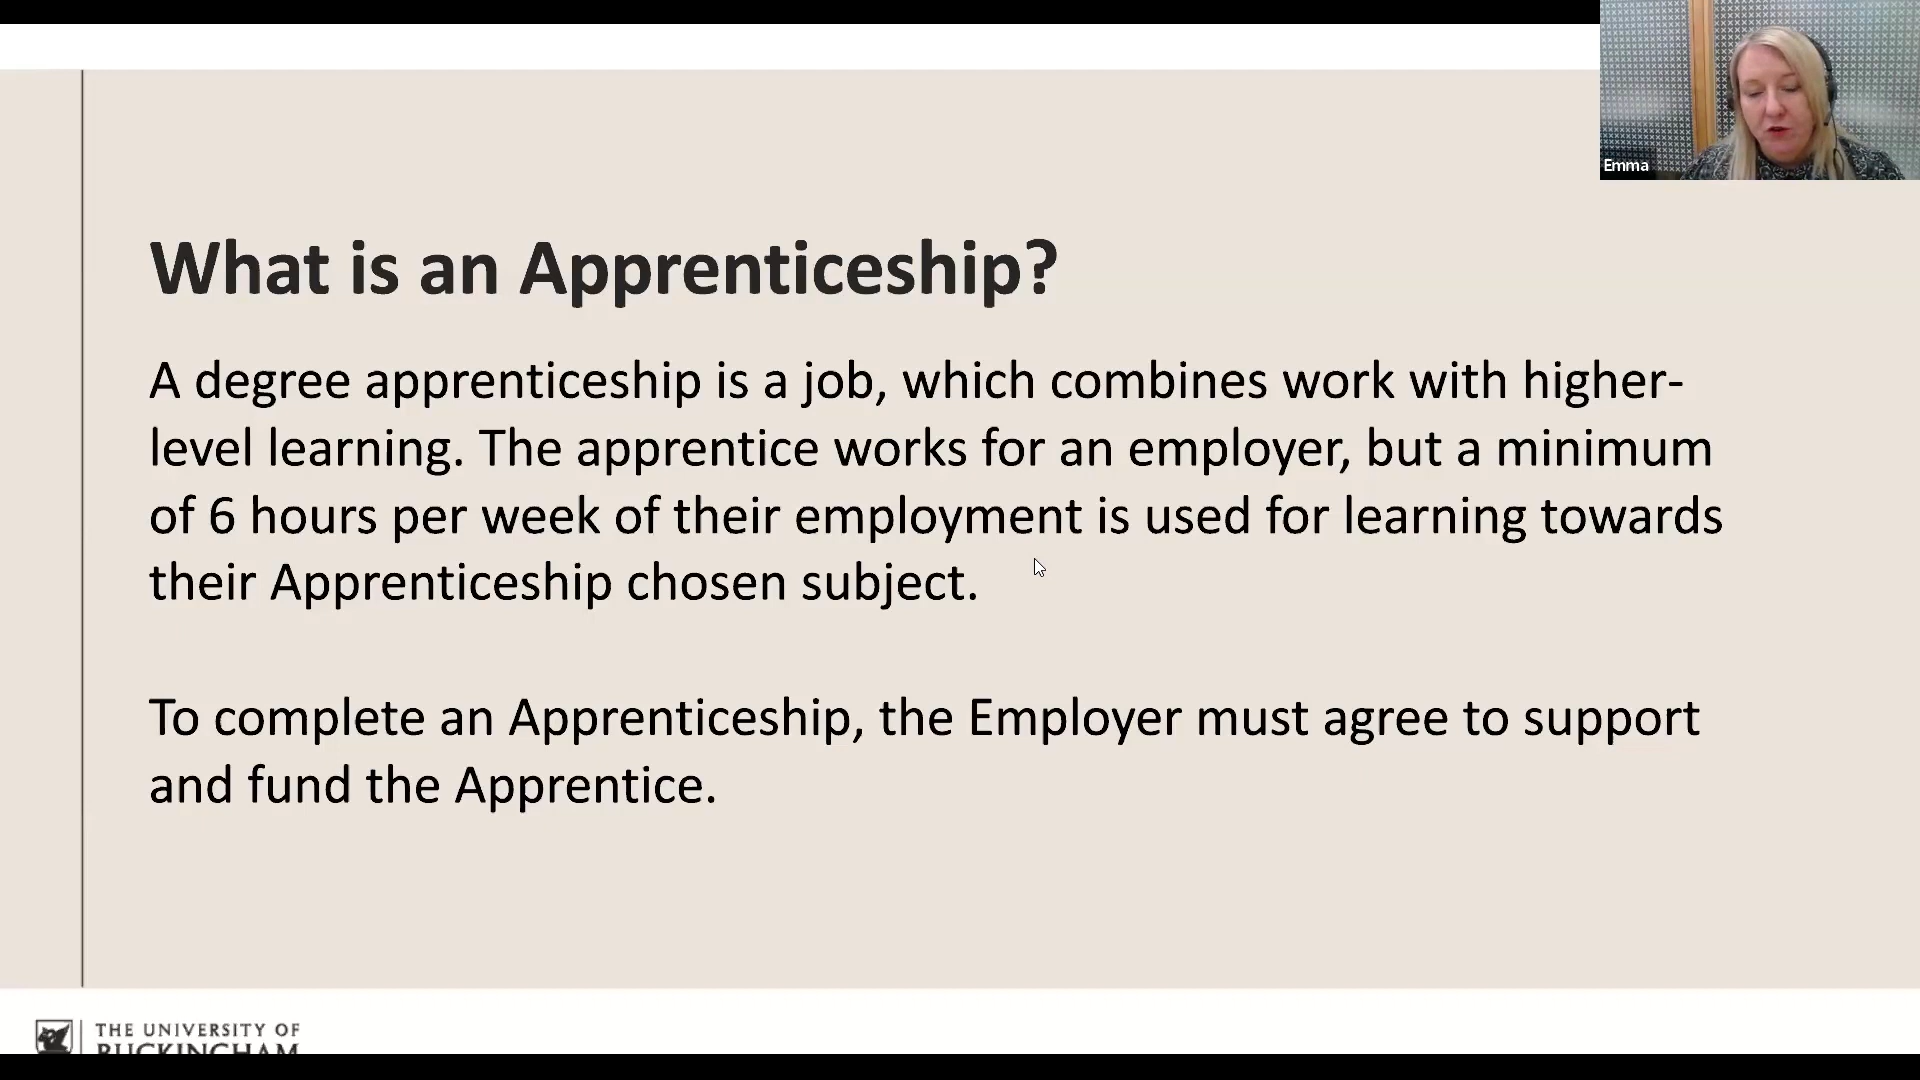 Emma
What is an Apprenticeship?
A degree apprenticeship is a job, which combines work with higher-
level learning. The apprentice works for an employer, but a minimum
of 6 hours per week of their employment is used for learning towards
their Apprenticeship chosen subject.
To complete an Apprenticeship, the Employer must agree to support
and fund the Apprentice.
THE UNIVERSITY OF
BUCKINGHAM